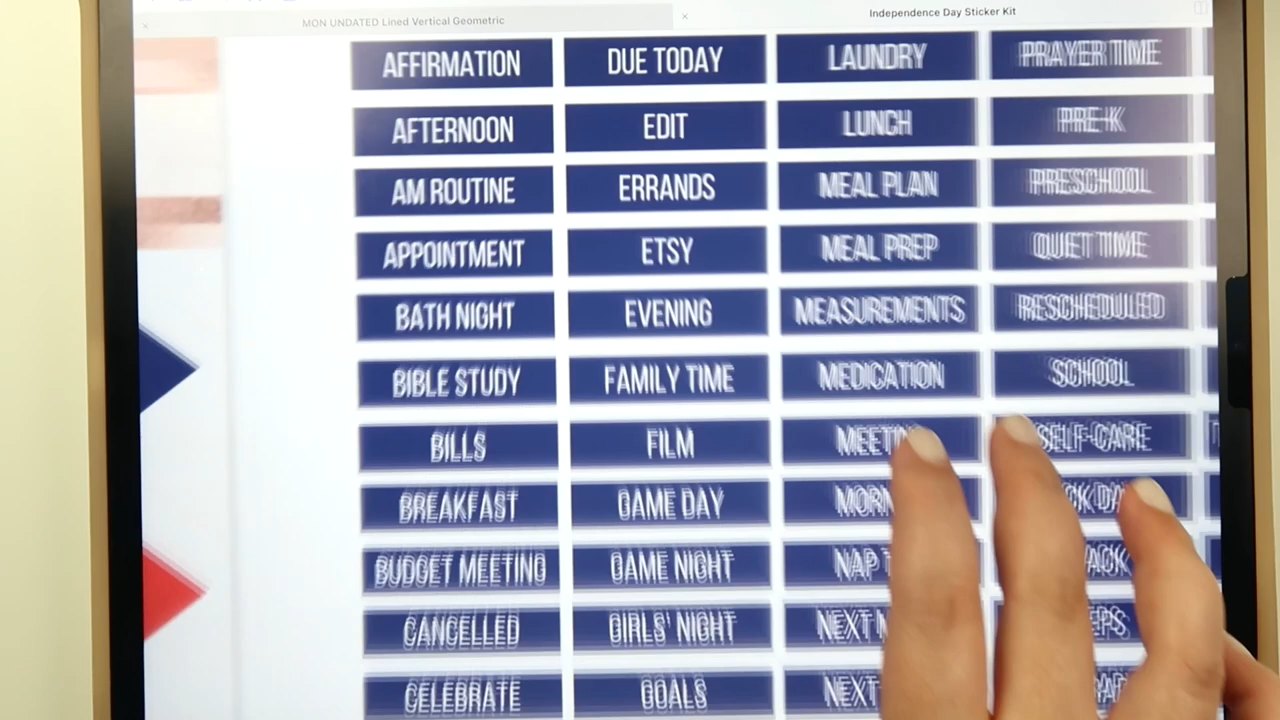 MON UNDATED Lined Vertical Geometric
Independence Day Sticker Kit
AFFIRMATION DUE TODAY LAUNDRY PRAYER TIME
AFTERNOON EDIT LUNCH PRE-K
AM ROUTINE ERRANDS MEAL PLAN PRESCHOOL
APPOINTMENT ETSY MEAL PREP QUIET TIME
BATH NIGHT EVENING MEASUREMENTS RESCHEDULED
BIBLE STUDY FAMILY TIME MEDICATION SCHOOL
BILLS FILM SELF-CARE
BREAKFAST GAME DAY
BUDGET MEETING GAME NIGHT NAP
CANCELLED GIRLS' NIGHT NEXT
CELEBRATE GOALS NEXT